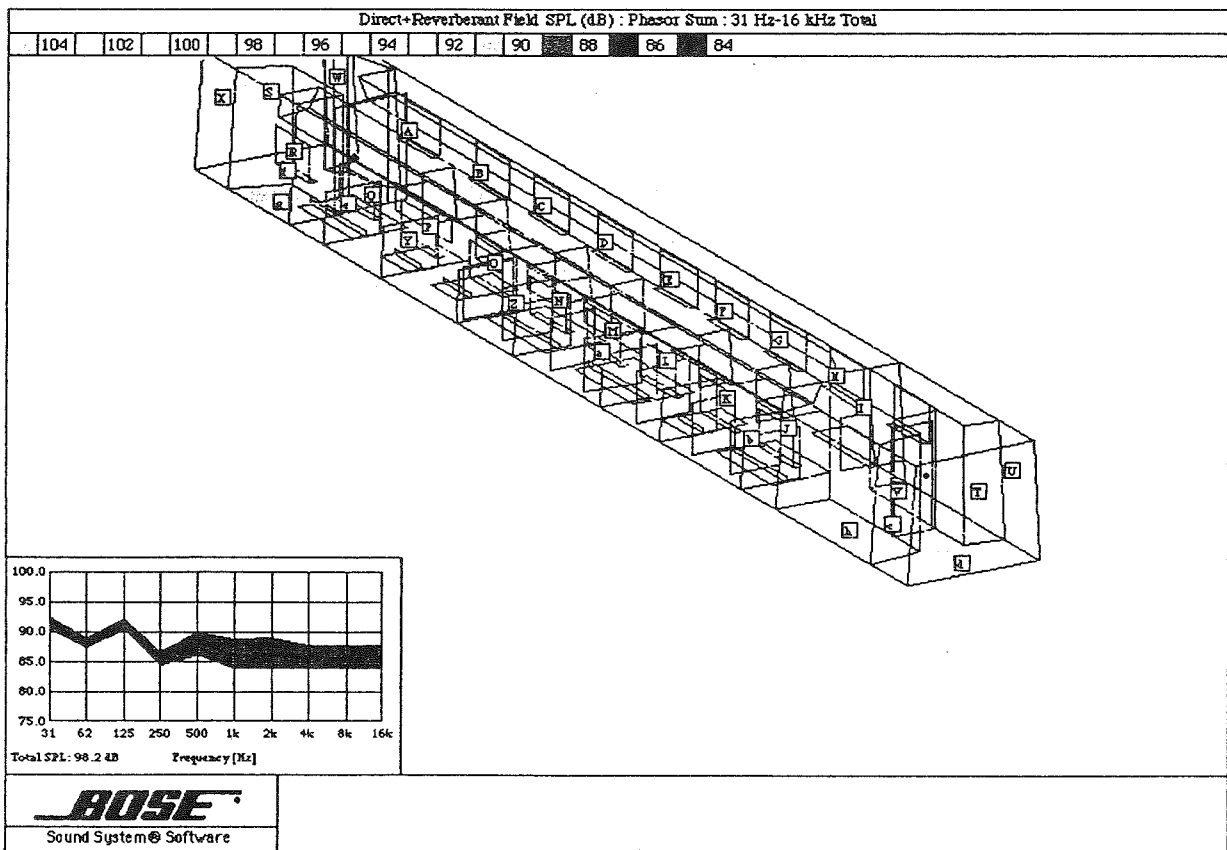 Direct+Reverberant Field SPL (dB) : Phasor Sum : 31 Hz-16 kHz Total
104 102 100 98 96 94 92 90 88 86 84
W
X
S
A
R
B
Q
C
P
D
O
E
Z
N
F
M
G
L
H
K
I
J
b
U
V
T
h
d
100.0
95.0
90.0
85.0
80.0
75.0
31 62 125 250 500 1k 2k 4k 8k 16k
Total SPL: 98.2 dB Frequency [Hz]
BOSE
Sound System® Software